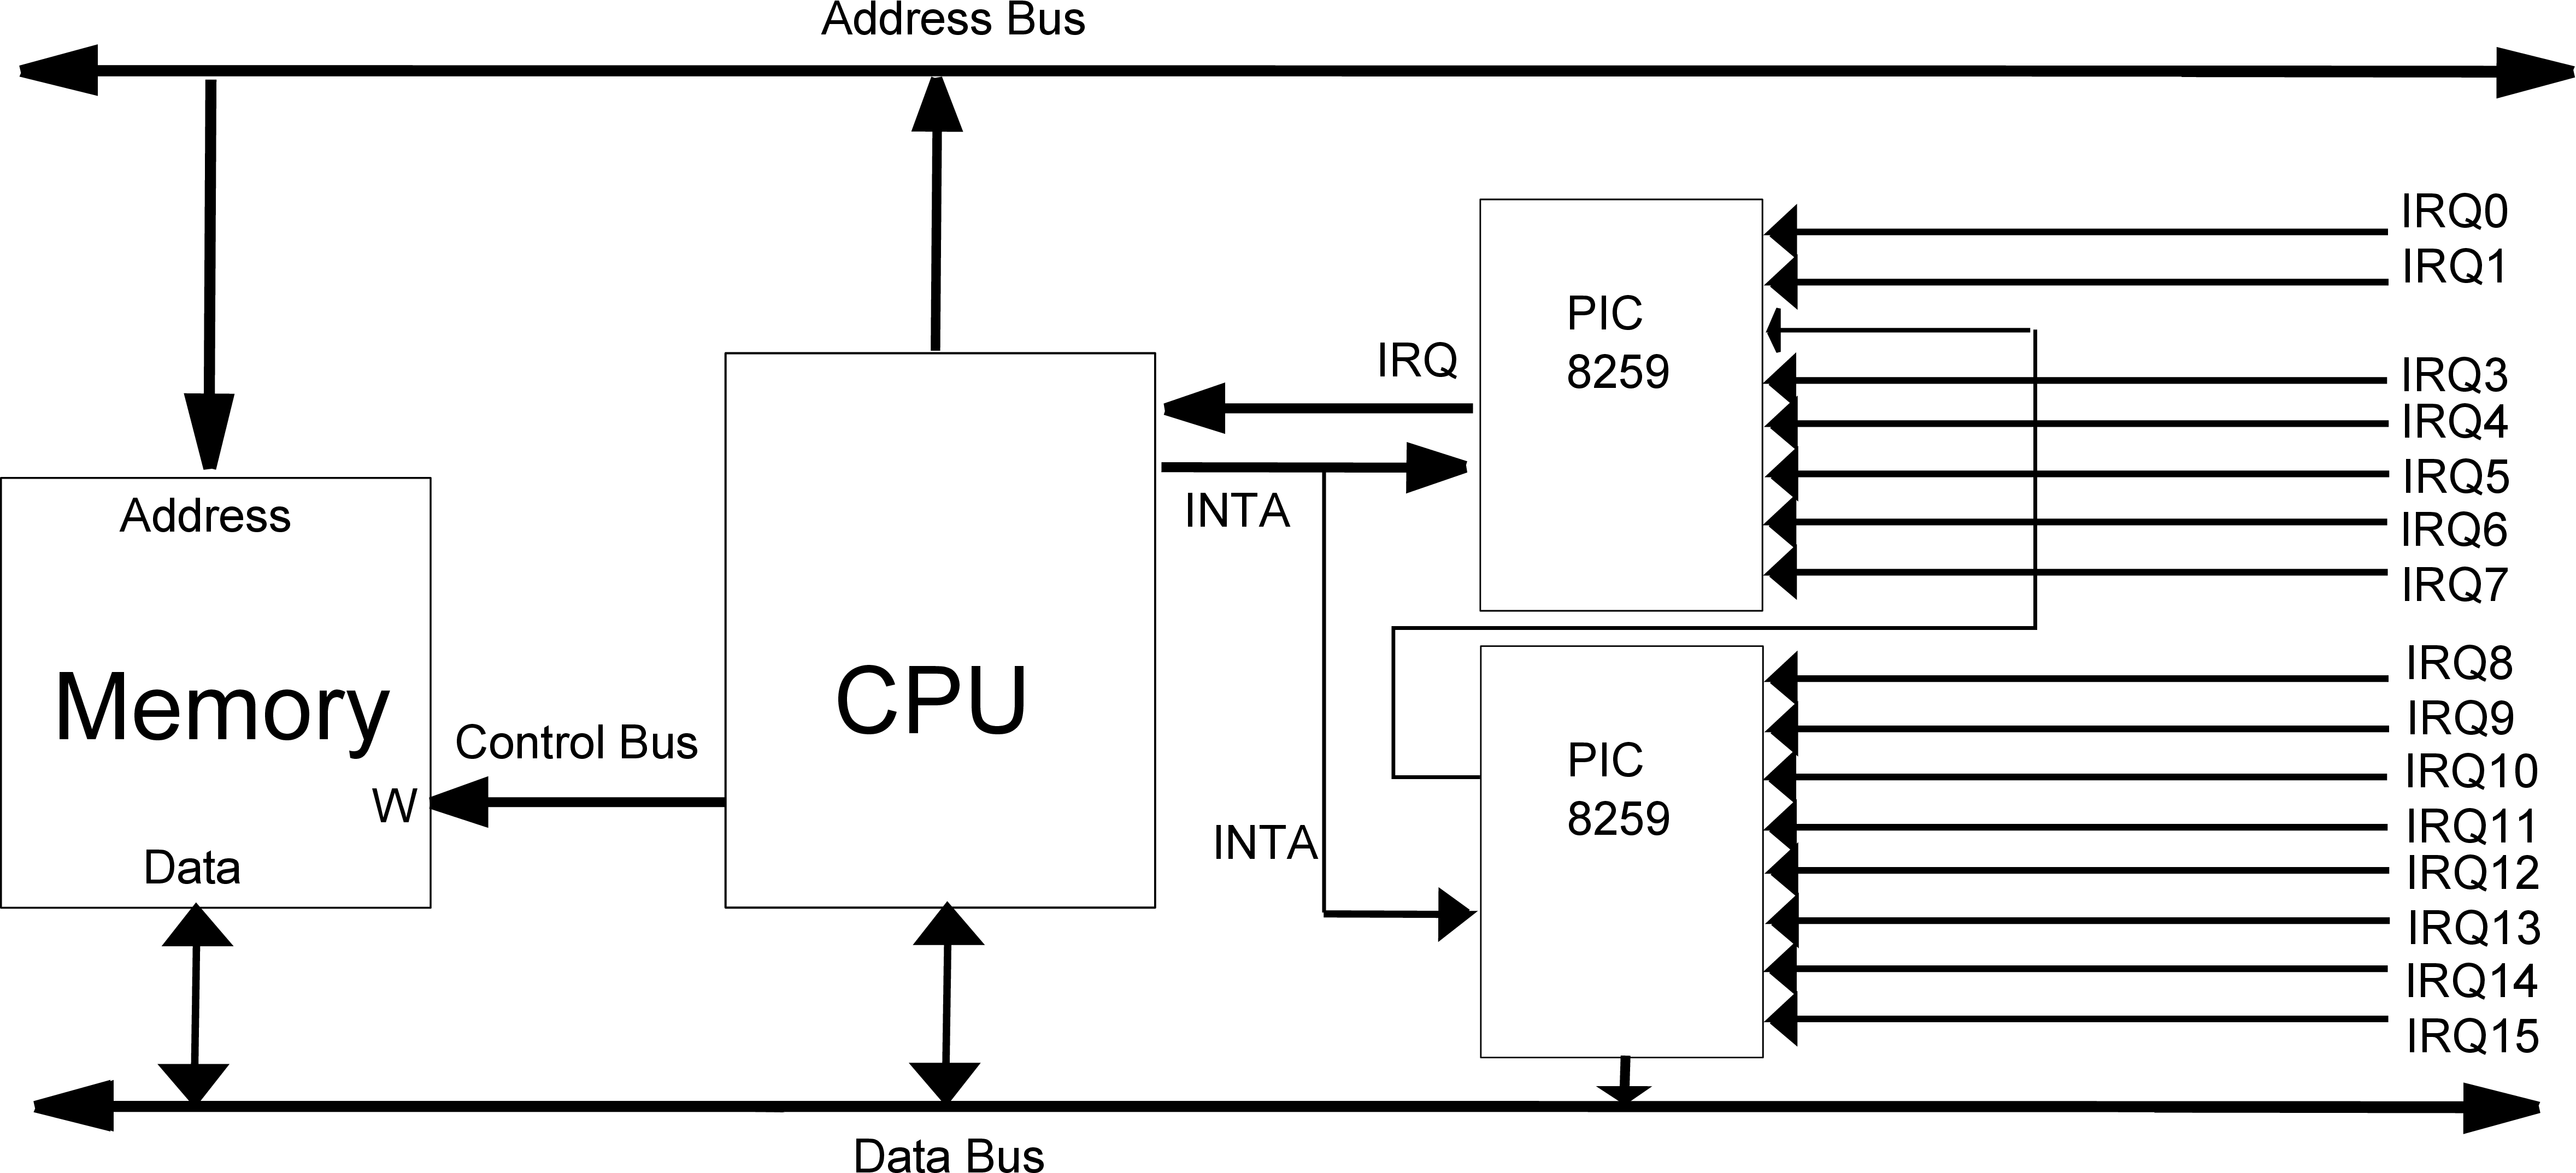 Address Bus
IRQ0
IRQ1
PIC
8259
IRQ
IRQ3
IRQ4
IRQ5
IRQ6
IRQ7
INTA
Address
Memory
CPU
Control Bus
W
Data
PIC
8259
INTA
IRQ8
IRQ9
IRQ10
IRQ11
IRQ12
IRQ13
IRQ14
IRQ15
Data Bus